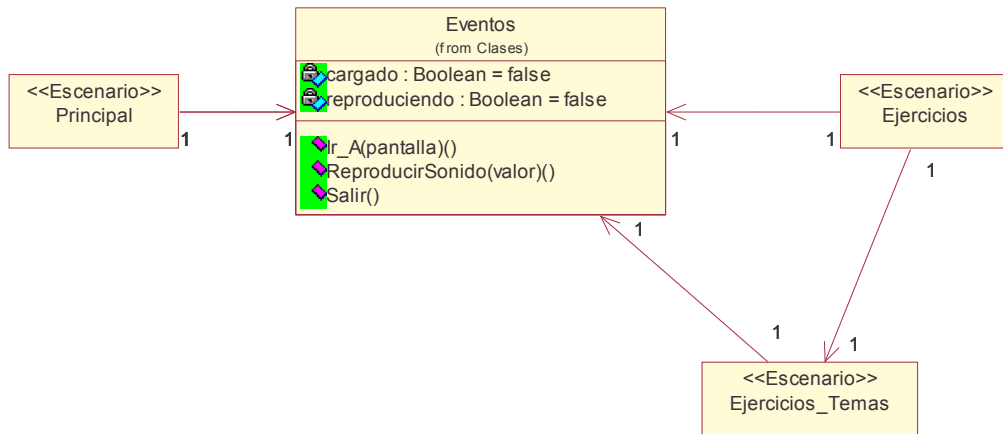 Eventos
(from Clases)
cargado : Boolean = false
reproduciendo : Boolean = false
Ir_A(pantalla)()
ReproducirSonido(valor)()
Salir()
<<Escenario>>
Principal
1
1
<<Escenario>>
Ejercicios
1
1
1
1
1
1
<<Escenario>>
Ejercicios_Temas